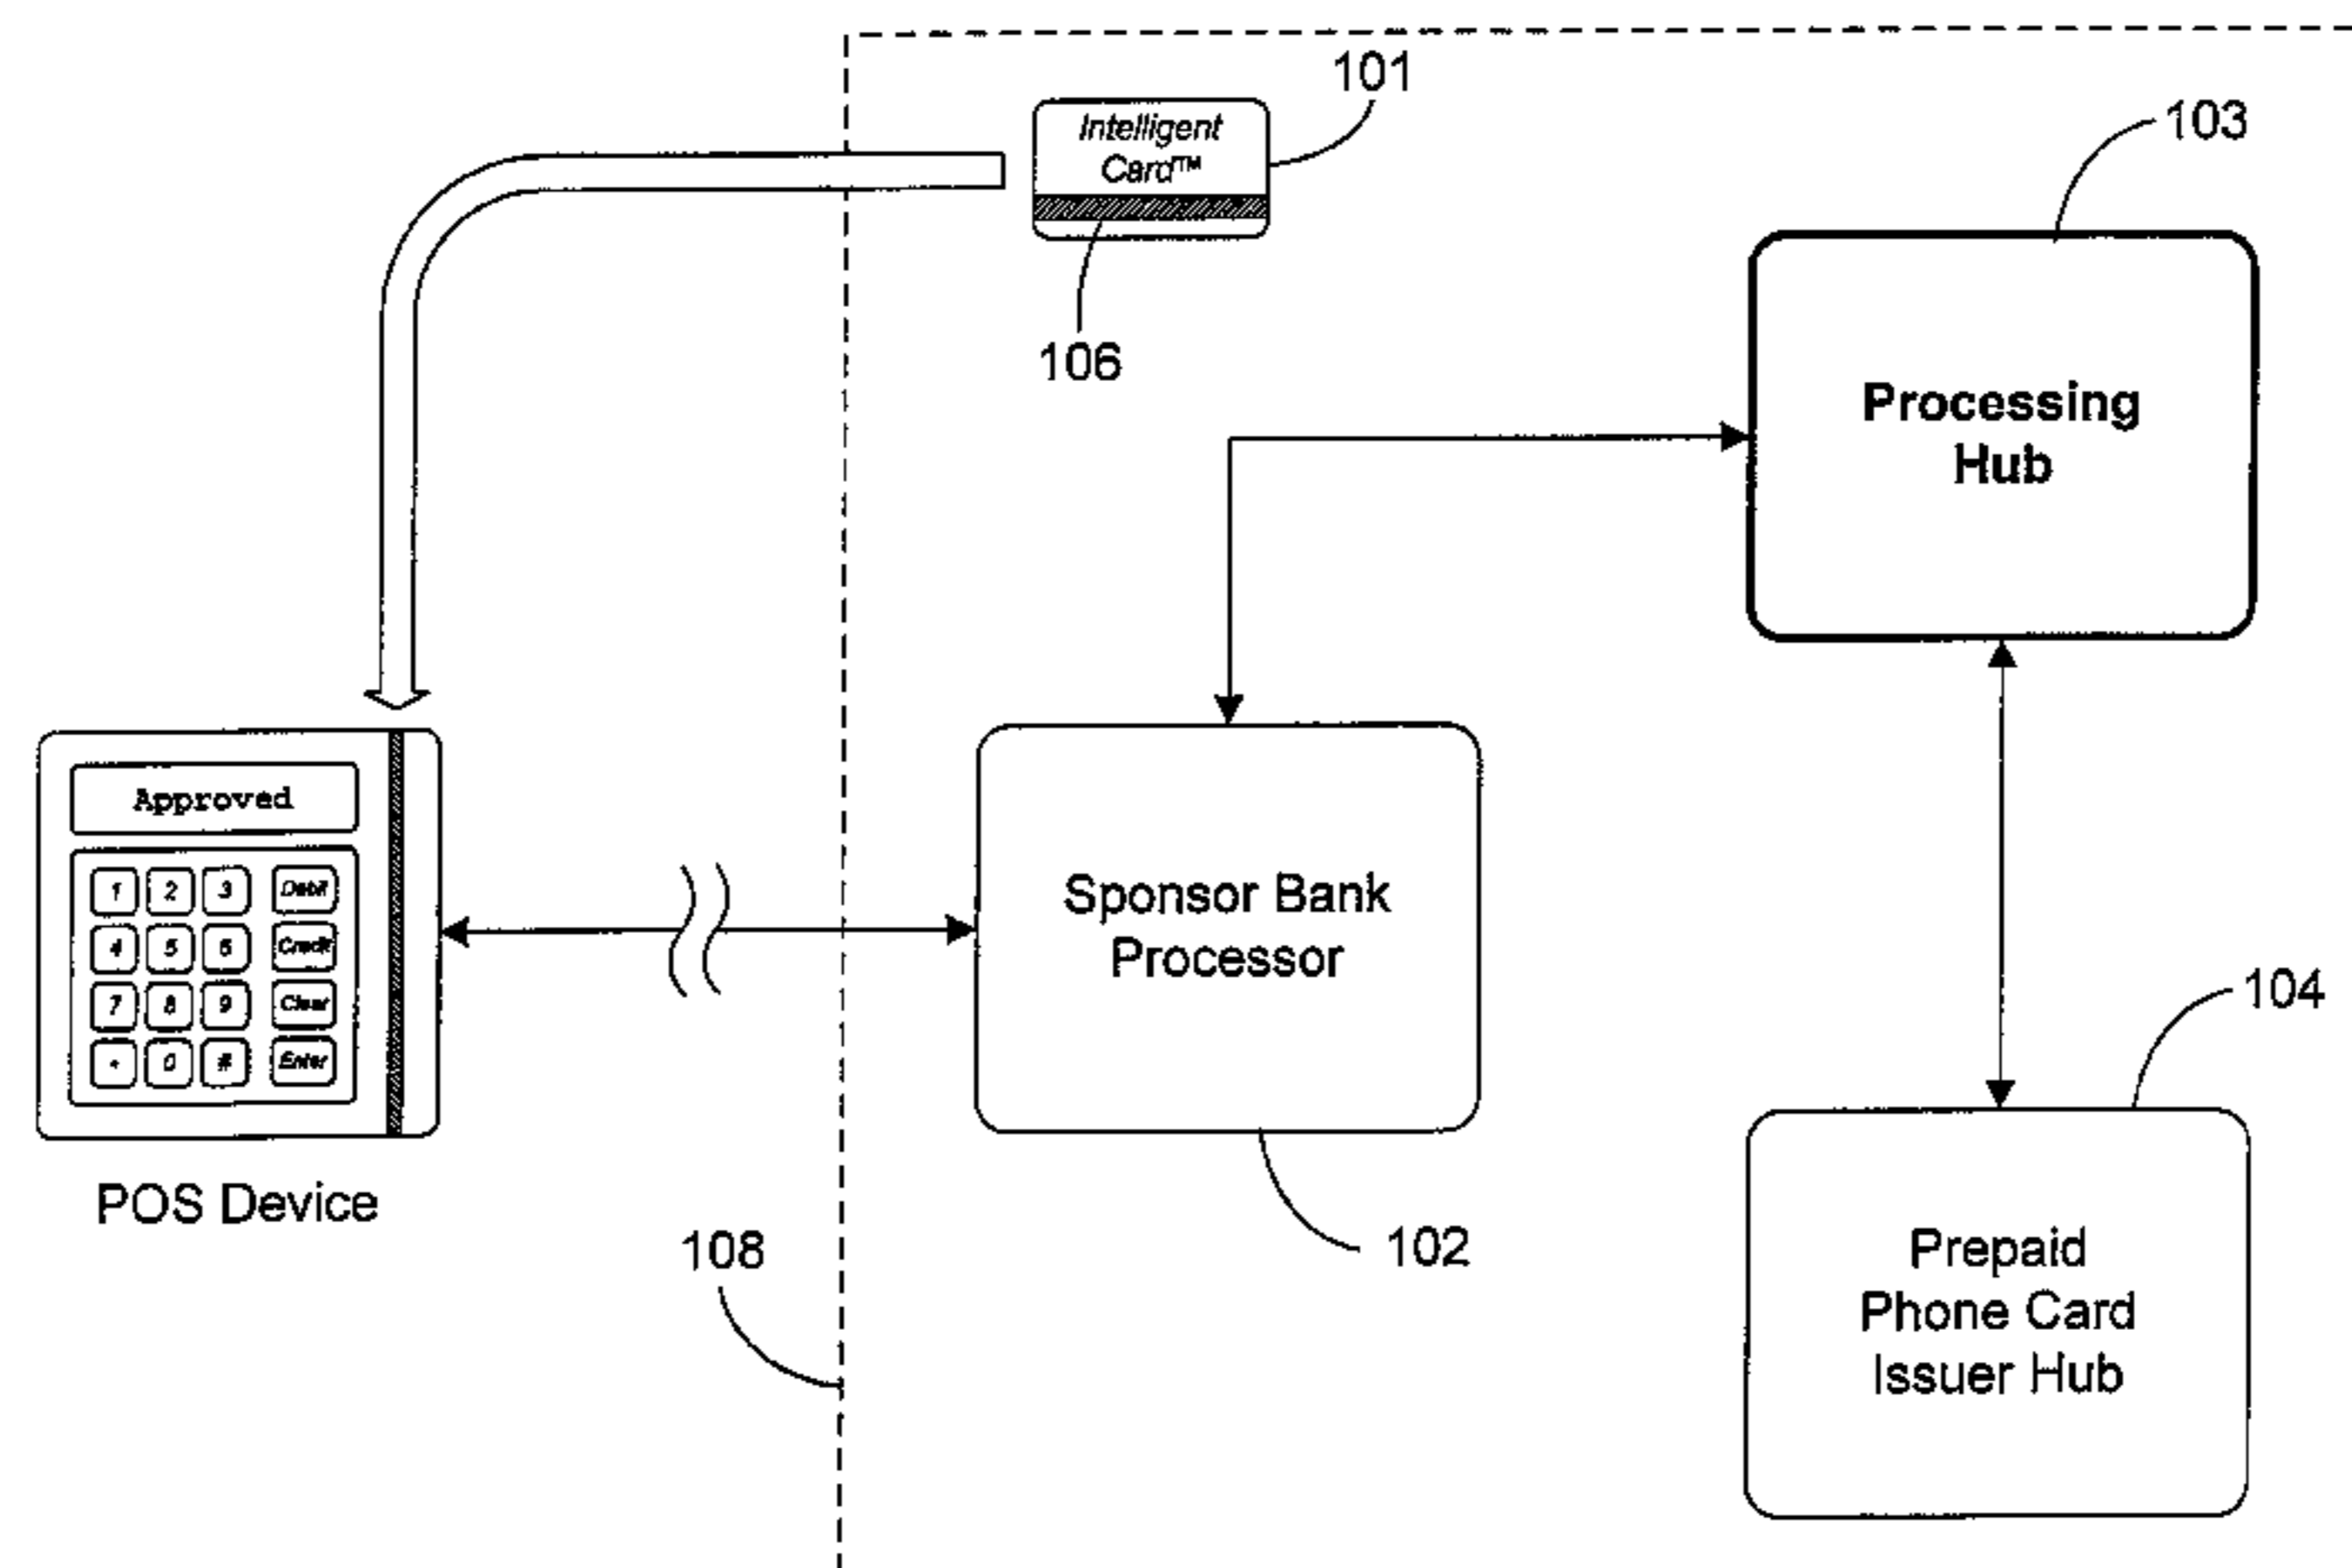 101
Intelligent
Card™
103
106
Processing
Hub
Approved
1 2 3 Debit
4 5 6 Credit
7 8 9 Clear
* 0 # Enter
Sponsor Bank
Processor
104
POS Device
108
102
Prepaid
Phone Card
Issuer Hub